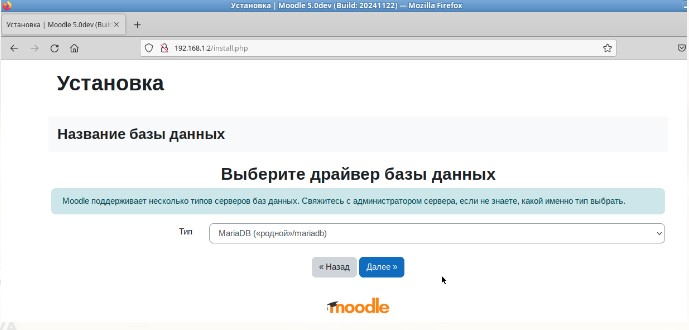 Установка | Moodle 5.0dev (Build: 20241122) — Mozilla Firefox
Установка | Moodle 5.0dev (Buil
192.168.1.2/install.php
Установка
Название базы данных
Выберите драйвер базы данных
Moodle поддерживает несколько типов серверов баз данных. Свяжитесь с администратором сервера, если не знаете, какой именно тип выбрать.
Тип
MariaDB («родной»/mariadb)
« Назад Далее »
moodle